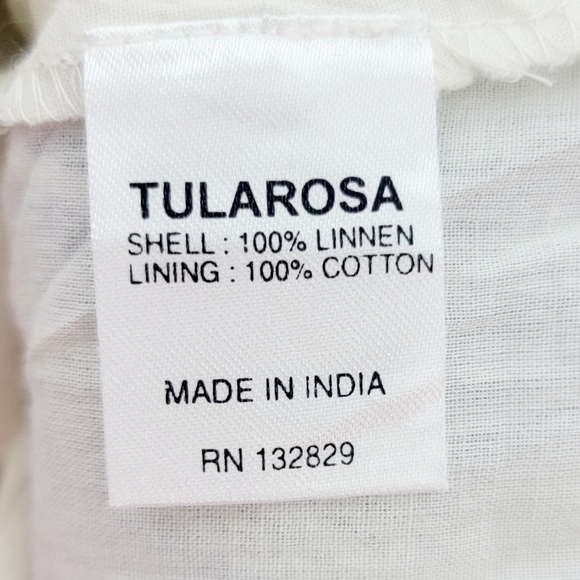 TULAROSA
SHELL : 100% LINNEN
LINING : 100% COTTON
MADE IN INDIA
RN 132829